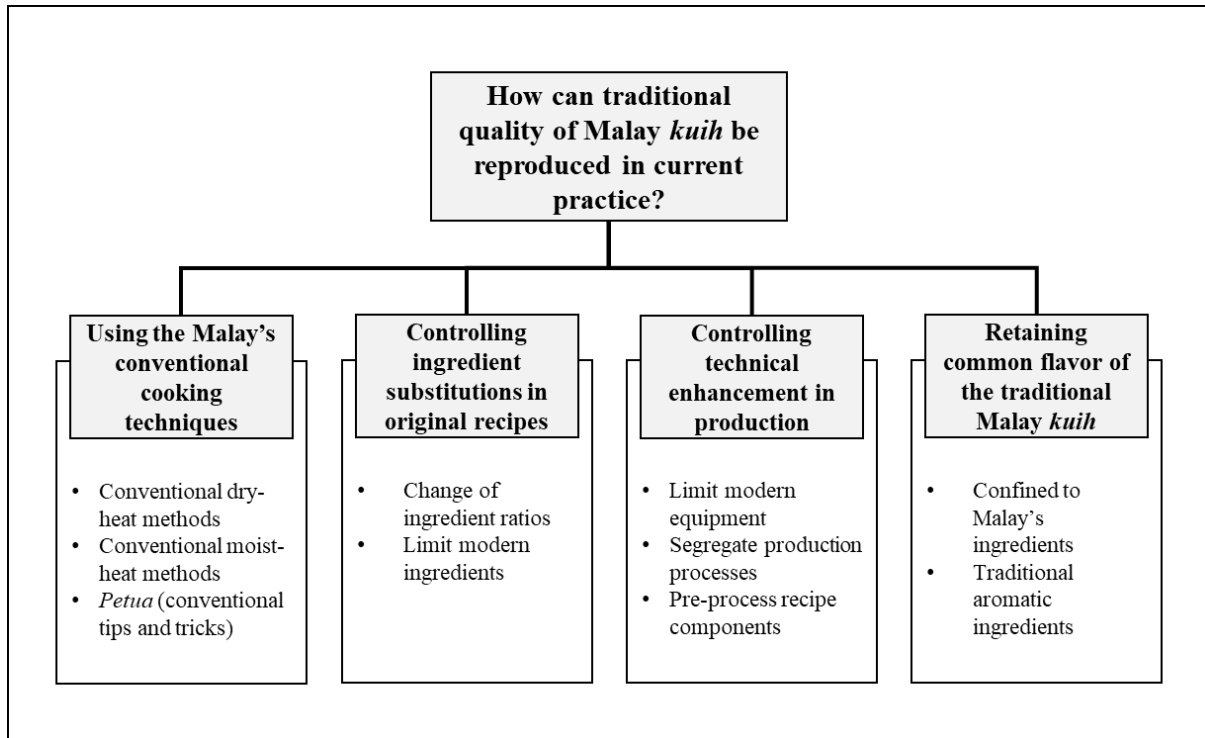 How can traditional
quality of Malay kuih be
reproduced in current
practice?
Using the Malay's
conventional
cooking
techniques
• Conventional dry-
heat methods
• Conventional moist-
heat methods
• Petua (conventional
tips and tricks)
Controlling
ingredient
substitutions in
original recipes
• Change of
ingredient ratios
• Limit modern
ingredients
Controlling
technical
enhancement in
production
• Limit modern
equipment
• Segregate production
processes
• Pre-process recipe
components
Retaining
common flavor of
the traditional
Malay kuih
• Confined to
Malay's
ingredients
• Traditional
aromatic
ingredients